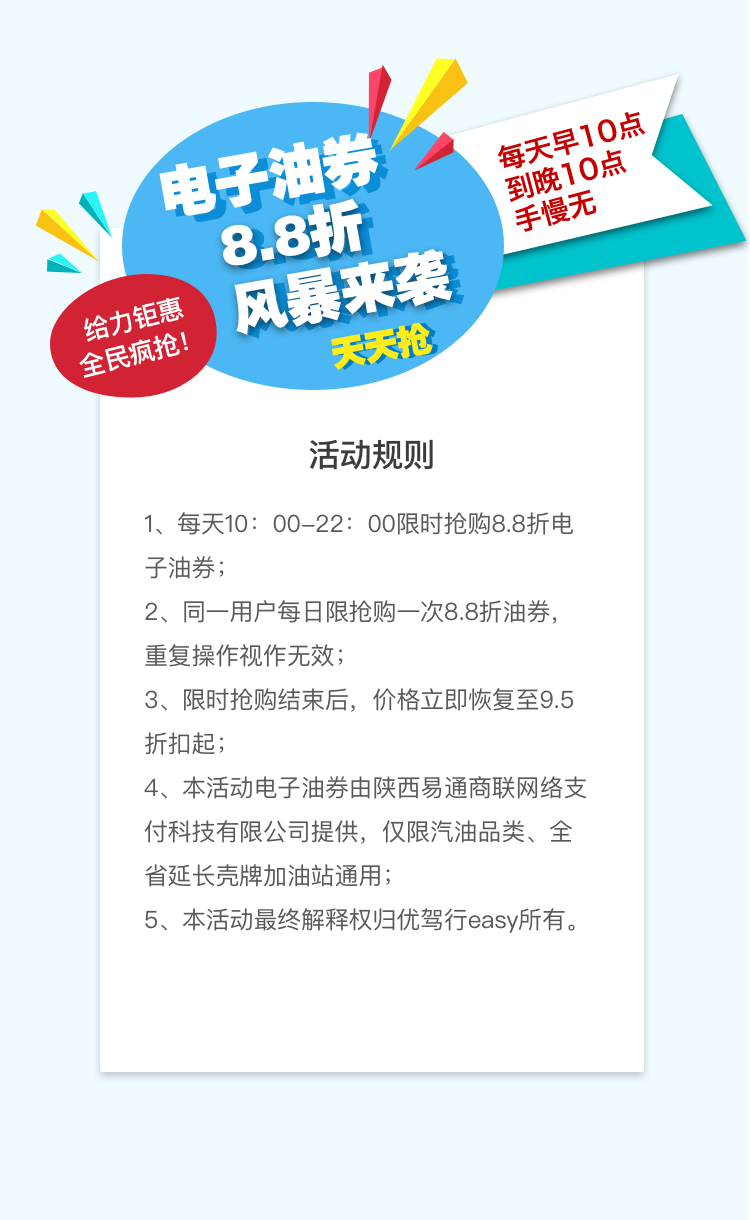 电子油券
8.8折
风暴来袭
天天抢
每天早10点
到晚10点
手慢无
给力钜惠
全民疯抢!
活动规则
1、每天10：00-22：00限时抢购8.8折电
子油券；
2、同一用户每日限抢购一次8.8折油券，
重复操作视作无效；
3、限时抢购结束后，价格立即恢复至9.5
折扣起；
4、本活动电子油券由陕西易通商联网络支
付科技有限公司提供，仅限汽油品类、全
省延长壳牌加油站通用；
5、本活动最终解释权归优驾行easy所有。